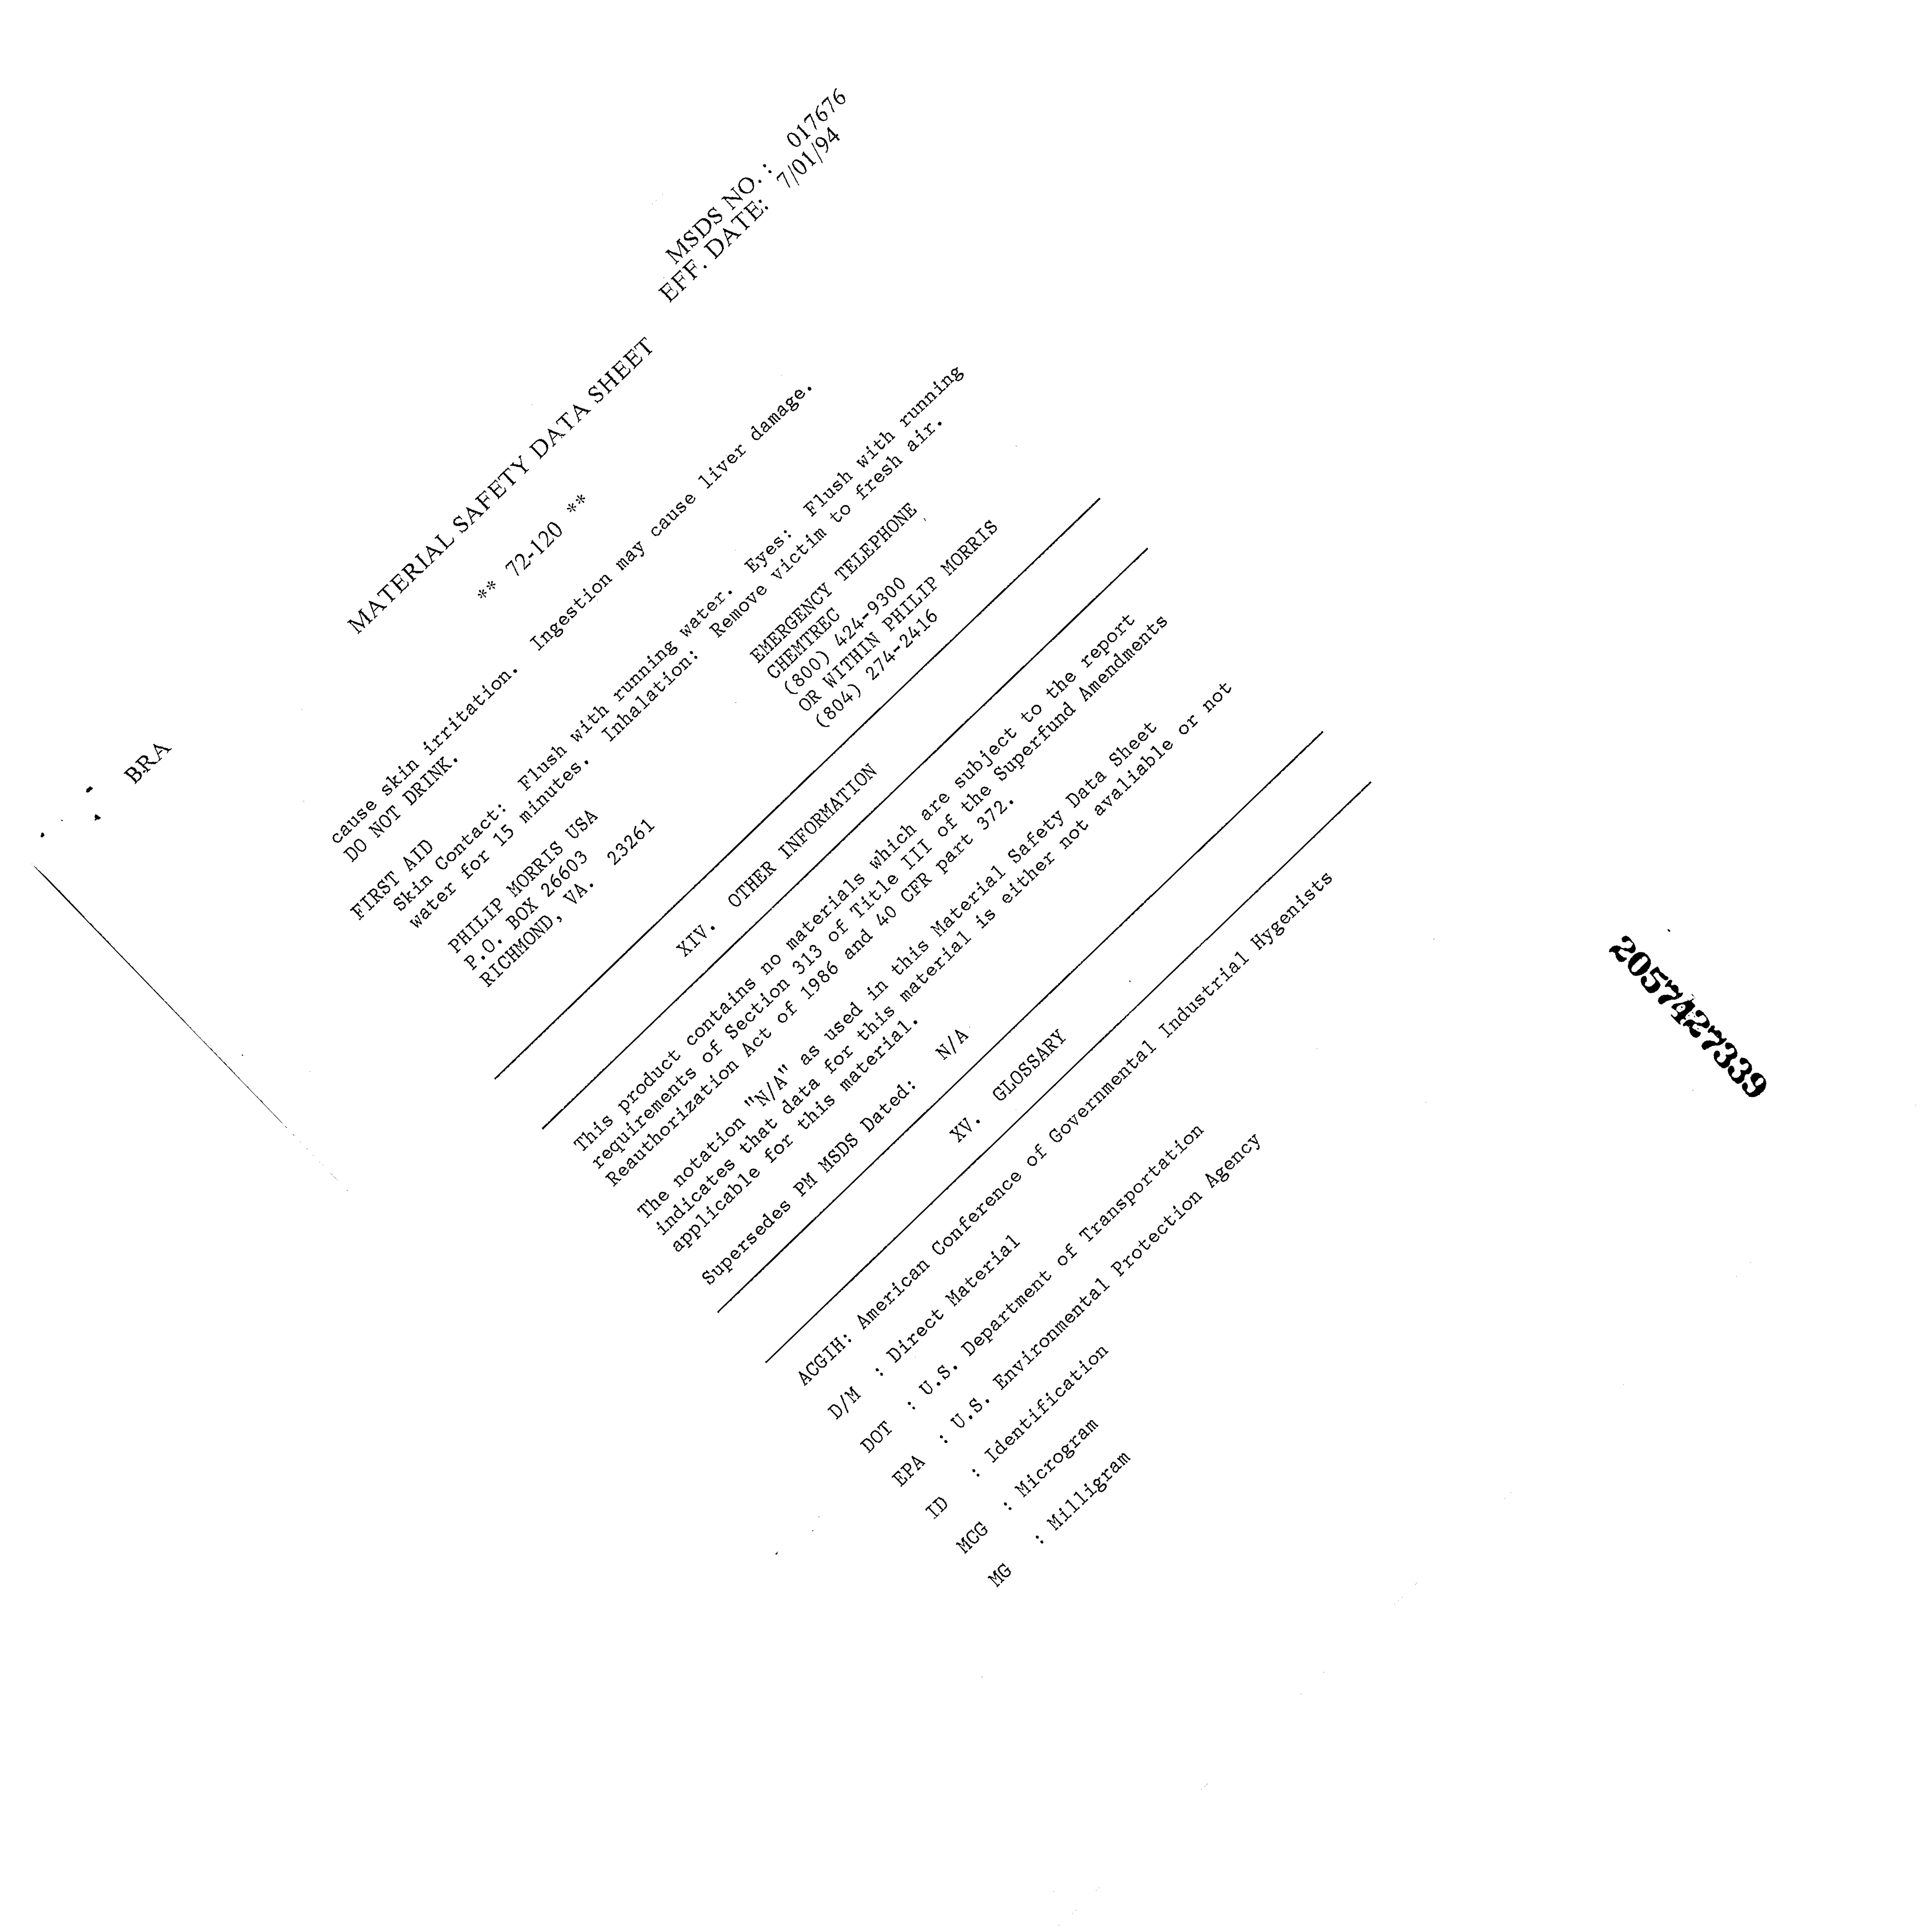 BRA
MSDS NO.: 017676
EFF. DATE: 7/01/94
MATERIAL SAFETY DATA SHEET
** 72-120 **
cause skin irritation. Ingestion may cause liver damage.
DO NOT DRINK.
FIRST AID
Skin Contact: Flush with running water. Eyes: Flush with running
water for 15 minutes. Inhalation: Remove victim to fresh air.
PHILIP MORRIS USA
P.O. BOX 26603
RICHMOND, VA. 23261
EMERGENCY TELEPHONE
CHEMTREC
(800) 424-9300
OR WITHIN PHILIP MORRIS
(804) 274-2416
XIV. OTHER INFORMATION
This product contains no materials which are subject to the report
requirements of Section 313 of Title III of the Superfund Amendments
Reauthorization Act of 1986 and 40 CFR part 372.
The notation "N/A" as used in this Material Safety Data Sheet
indicates that data for this material is either not avaliable or not
applicable for this material.
Supersedes PM MSDS Dated: N/A
XV. GLOSSARY
ACGIH: American Conference of Governmental Industrial Hygenists
D/M : Direct Material
DOT : U.S. Department of Transportation
EPA : U.S. Environmental Protection Agency
ID : Identification
MCG : Microgram
MG : Milligram
2057427339